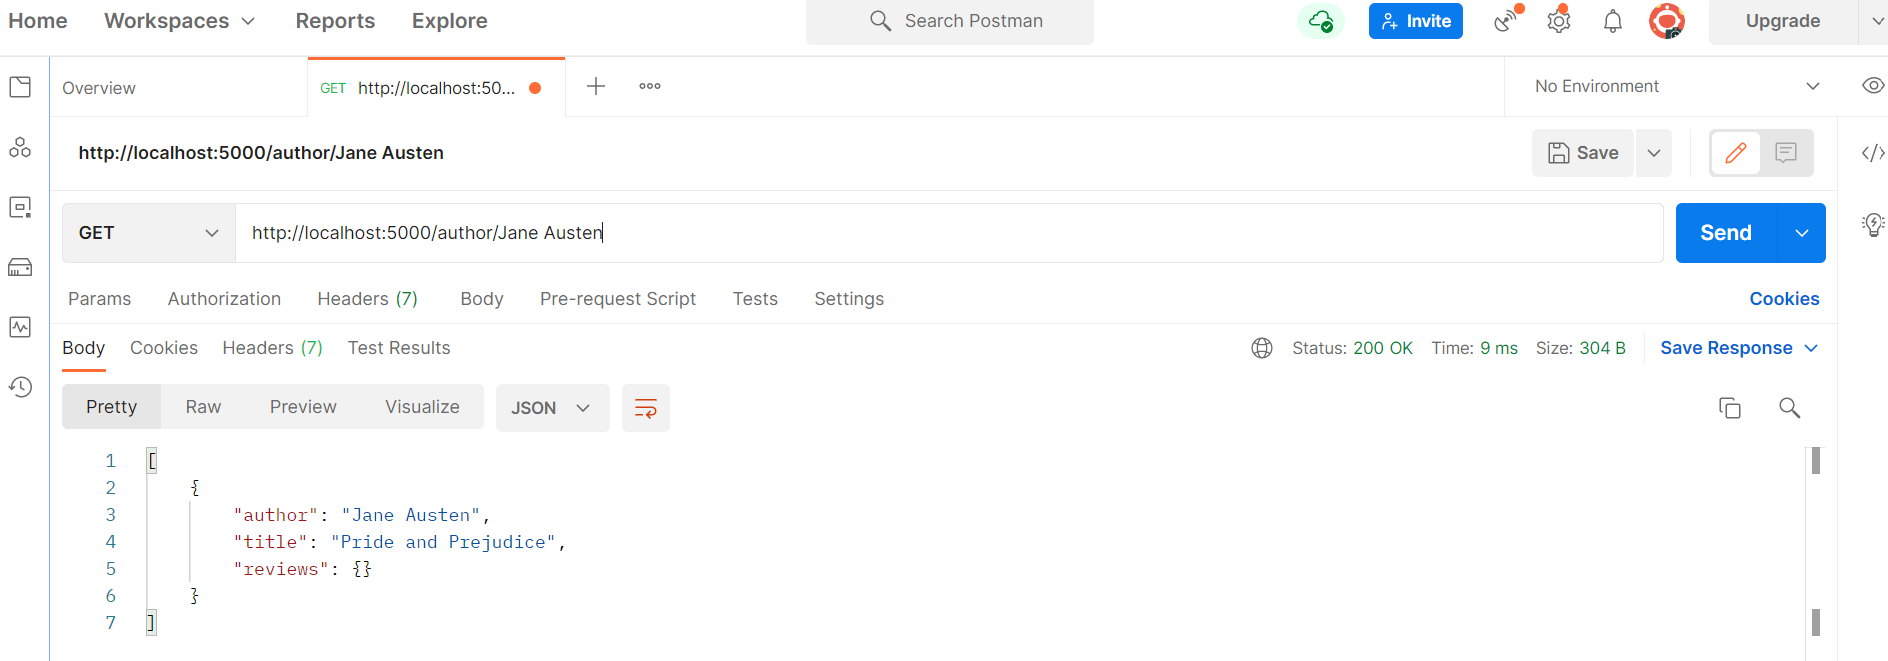 Home Workspaces Reports Explore Search Postman Invite Upgrade
Overview GET http://localhost:50... No Environment
http://localhost:5000/author/Jane Austen Save
GET http://localhost:5000/author/Jane Austen Send
Params Authorization Headers (7) Body Pre-request Script Tests Settings Cookies
Body Cookies Headers (7) Test Results Status: 200 OK Time: 9 ms Size: 304 B Save Response
Pretty Raw Preview Visualize JSON
1 [
2 {
3 "author": "Jane Austen",
4 "title": "Pride and Prejudice",
5 "reviews": {}
6 }
7 ]